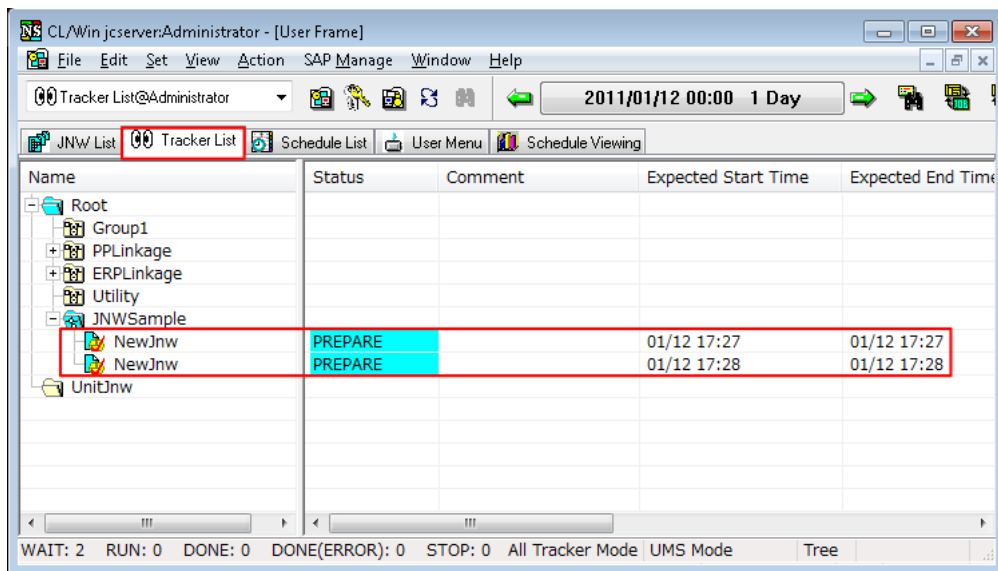 CL/Win jcserver:Administrator - [User Frame]
File Edit Set View Action SAP Manage Window Help
Tracker List@Administrator 2011/01/12 00:00 1 Day
JNW List Tracker List Schedule List User Menu Schedule Viewing
Name Status Comment Expected Start Time Expected End Time
Root
Group1
PPLinkage
ERPLinkage
Utility
JNWSample
NewJnw PREPARE 01/12 17:27 01/12 17:27
NewJnw PREPARE 01/12 17:28 01/12 17:28
UnitJnw
WAIT: 2 RUN: 0 DONE: 0 DONE(ERROR): 0 STOP: 0 All Tracker Mode UMS Mode Tree